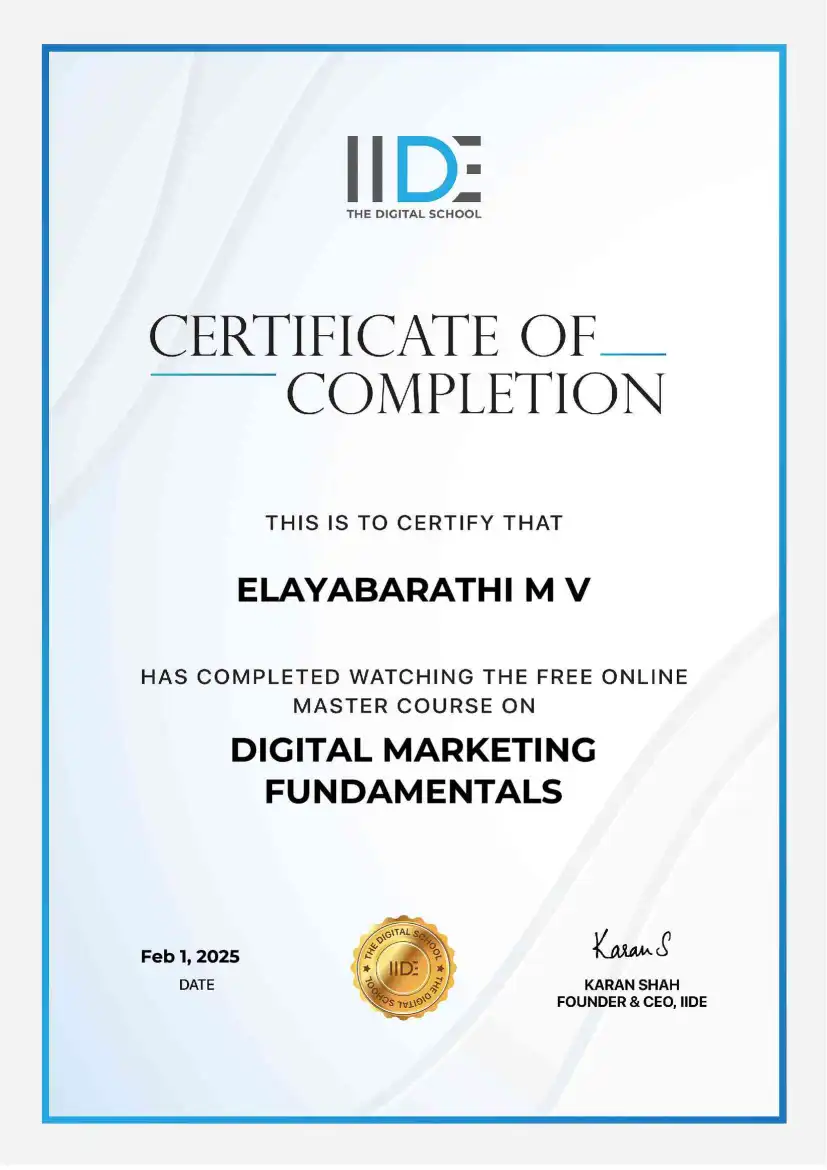 IIDE
THE DIGITAL SCHOOL
CERTIFICATE OF
COMPLETION
THIS IS TO CERTIFY THAT
ELAYABARATHI M V
HAS COMPLETED WATCHING THE FREE ONLINE
MASTER COURSE ON
DIGITAL MARKETING
FUNDAMENTALS
Feb 1, 2025
DATE
THE DIGITAL SCHOOL
IIDE
THE DIGITAL SCHOOL
Karan S
KARAN SHAH
FOUNDER & CEO, IIDE